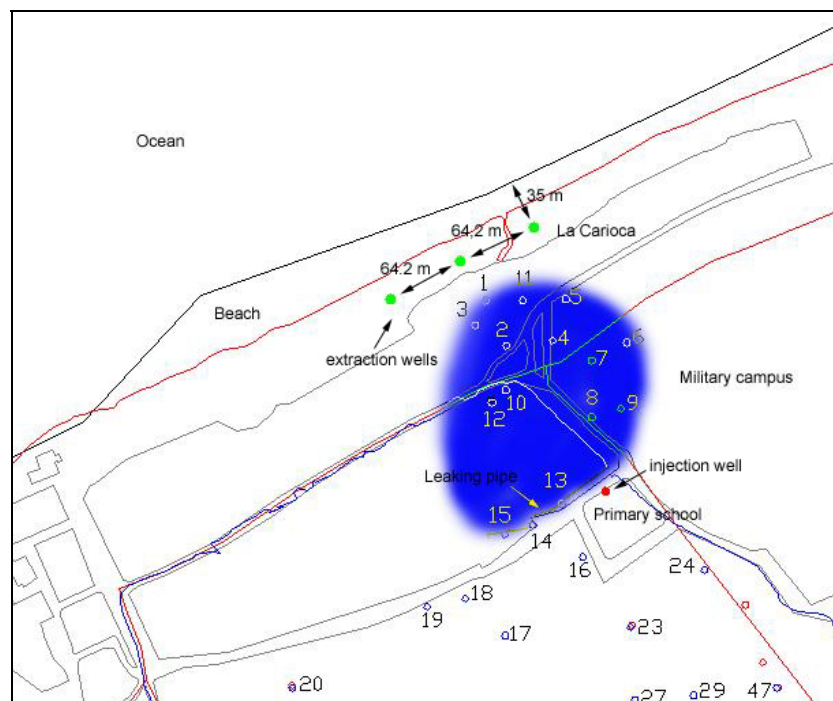 Ocean
35 m
64,2 m
La Carioca
64.2 m
Beach
1
11
5
3
extraction wells
2
4
6
7
Military campus
10
12
8
9
Leaking pipe
injection well
13
Primary school
15
14
16
24
18
19
17
23
20
27
29
47